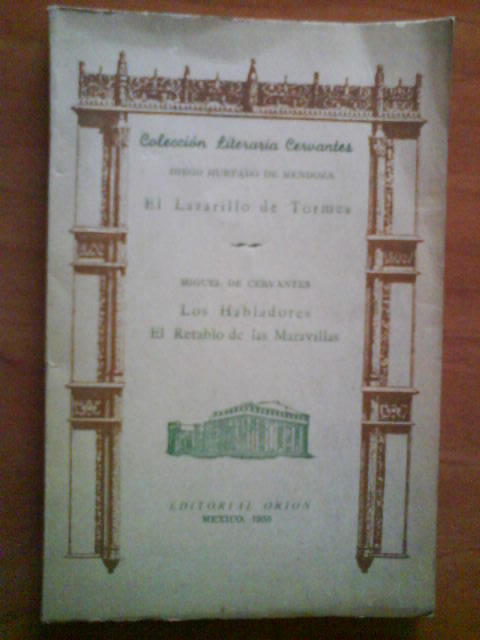 Colección Literaria Cervantes
DIEGO HURTADO DE MENDOZA
El Lazarillo de Tormes
MIGUEL DE CERVANTES
Los Habladores
El Retablo de las Maravillas
EDITORIAL ORION
MEXICO,